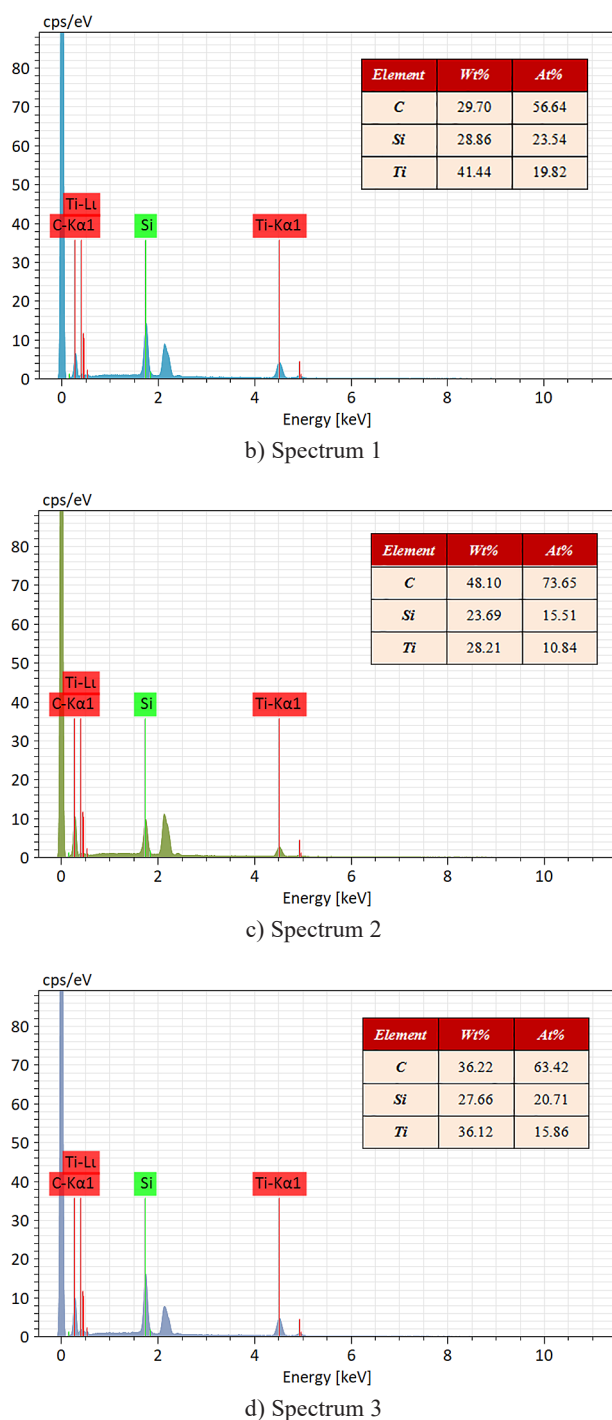 cps/eV
Element Wt% At%
C 29.70 56.64
Si 28.86 23.54
Ti 41.44 19.82
80
70
60
50
40
30
20
10
0
Ti-Lι
C-Kα1 Si Ti-Kα1
0 2 4 6 8 10
Energy [keV]
b) Spectrum 1
cps/eV
Element Wt% At%
C 48.10 73.65
Si 23.69 15.51
Ti 28.21 10.84
80
70
60
50
40
30
20
10
0
Ti-Lι
C-Kα1 Si Ti-Kα1
0 2 4 6 8 10
Energy [keV]
c) Spectrum 2
cps/eV
Element Wt% At%
C 36.22 63.42
Si 27.66 20.71
Ti 36.12 15.86
80
70
60
50
40
30
20
10
0
Ti-Lι
C-Kα1 Si Ti-Kα1
0 2 4 6 8 10
Energy [keV]
d) Spectrum 3